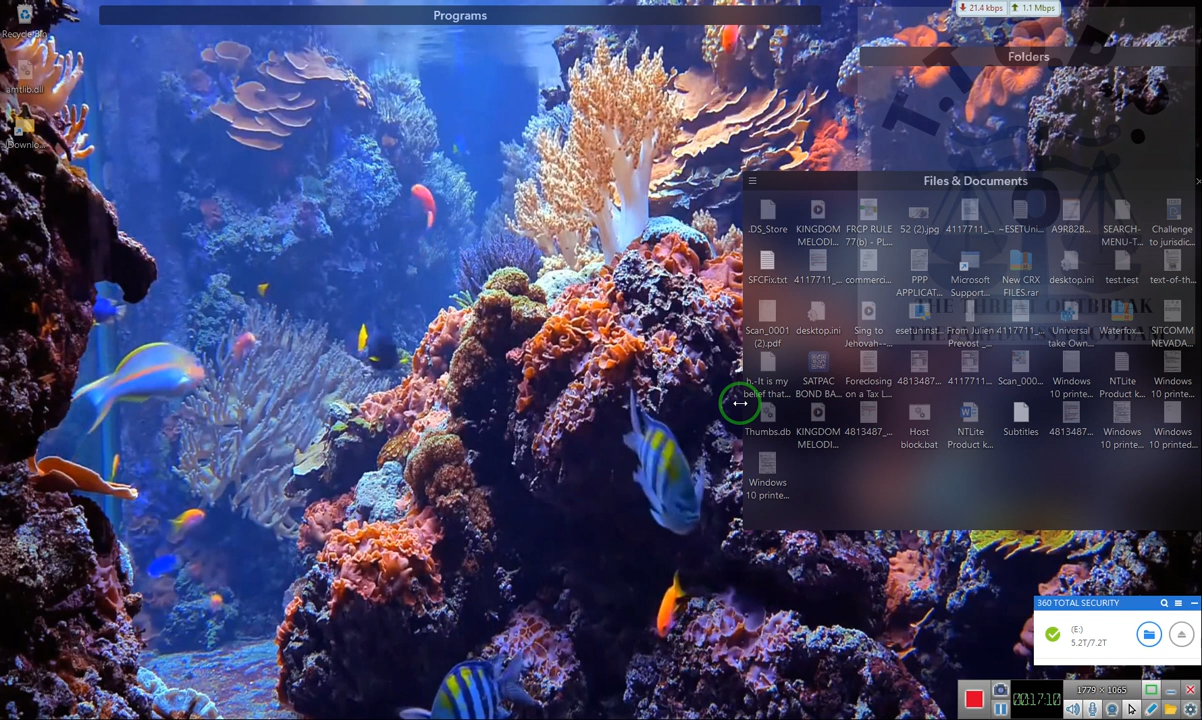 Programs
21.4 kbps 1.1 Mbps
Recycle Bin
Folders
amtlib.dll
Downlo...
Files & Documents
.DS_Store KINGDOM MELODI... FRCP RULE 77(b) - PL... 52 (2).jpg 4117711_... ~ESETUni... A9R82B... SEARCH-MENU-T... Challenge to jurisdic...
SFCFix.txt 4117711_... commerci... PPP APPLICAT... Microsoft Support... New CRX FILES.rar desktop.ini test.test text-of-th...
THE THREAT OUTBREAK
Scan_0001 (2).pdf desktop.ini Sing to Jehovah--... esetuninst... From Julien Prevost_... 4117711_... Universal take Own... Waterfox... SITCOMM NEVADA...
h.-It is my belief that... SATPAC BOND BA... Foreclosing on a Tax L... 4813487_... 4117711_... Scan_000... Windows 10 printe... NTLite Product k... Windows 10 printe...
Thumbs.db KINGDOM MELODI... 4813487_... Host block.bat NTLite Product k... Subtitles 4813487_... Windows 10 printe... Windows 10 printed...
Windows 10 printe...
360 TOTAL SECURITY
(E:)
5.2T/7.2T
00:17:10
1779 × 1065